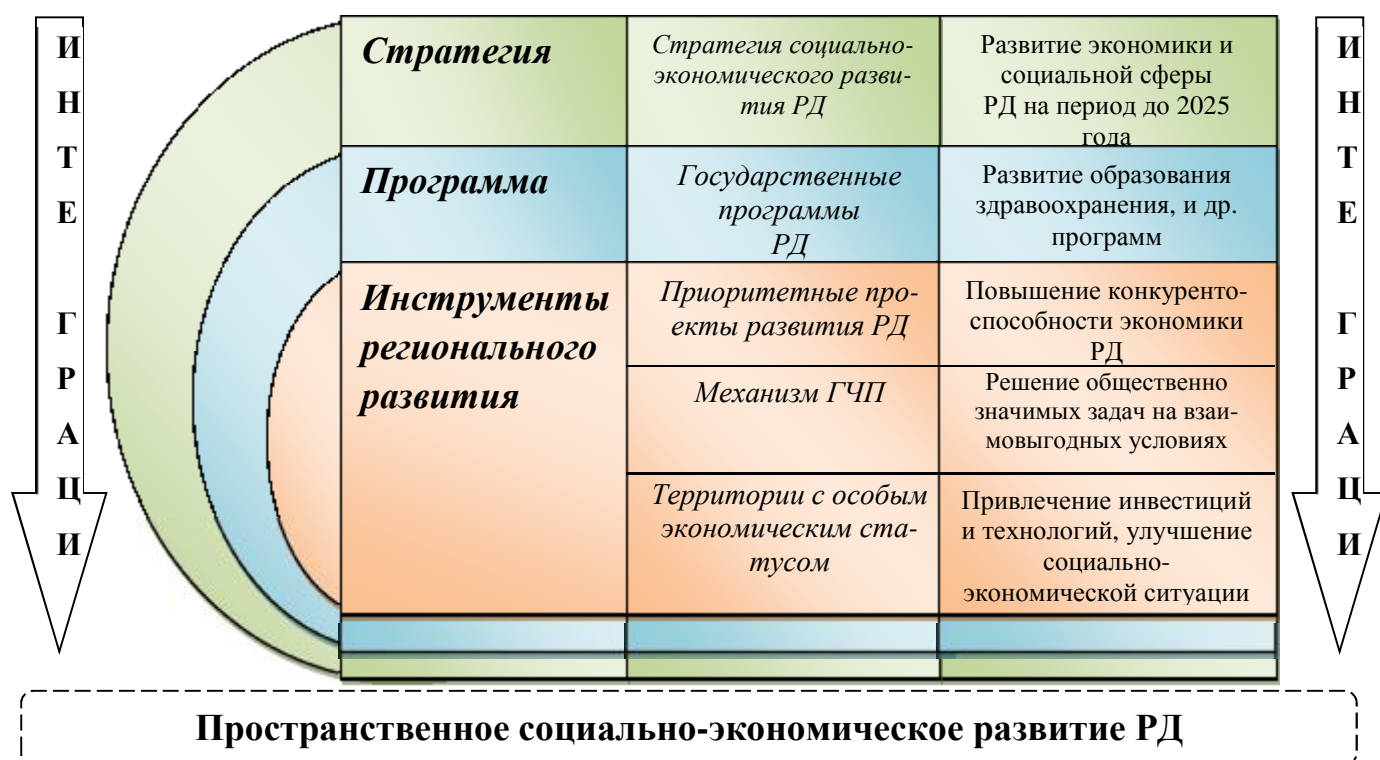 И
Н
Т
Е
Г
Р
А
Ц
И
Стратегия
Стратегия социально-
экономического разви-
тия РД
Развитие экономики и
социальной сферы
РД на период до 2025
года
Программа
Государственные
программы
РД
Развитие образования
здравоохранения, и др.
программ
Инструменты
регионального
развития
Приоритетные про-
екты развития РД
Повышение конкуренто-
способности экономики
РД
Механизм ГЧП
Решение общественно
значимых задач на взаи-
мовыгодных условиях
Территории с особым
экономическим ста-
тусом
Привлечение инвестиций
и технологий, улучшение
социально-
экономической ситуации
И
Н
Т
Е
Г
Р
А
Ц
И
Пространственное социально-экономическое развитие РД